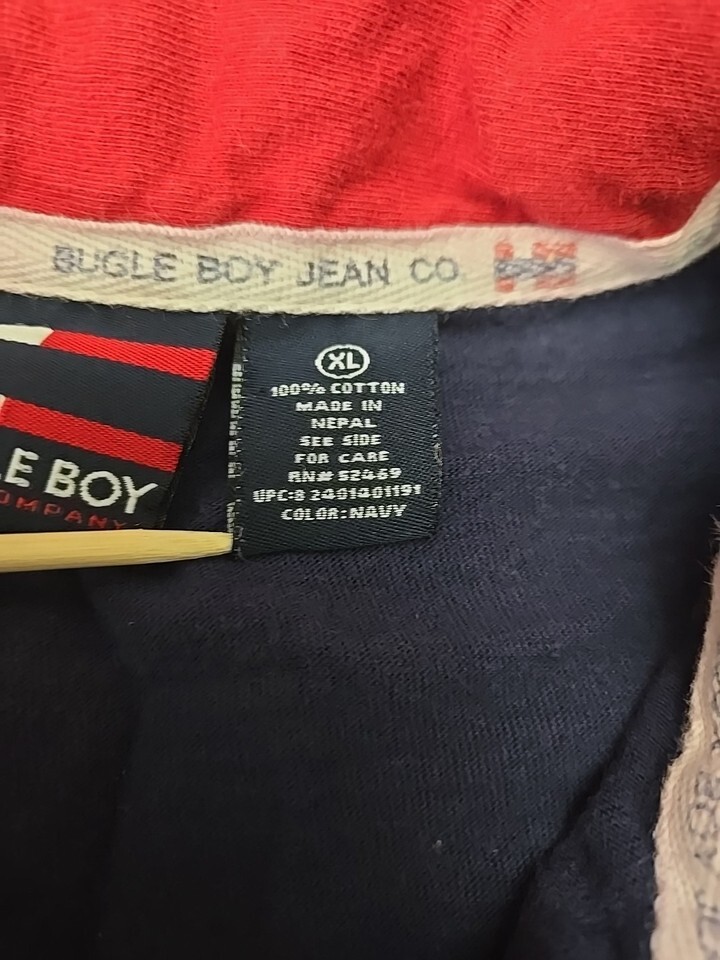 BUGLE BOY JEAN CO
XL
100% COTTON
MADE IN
NEPAL
SEE SIDE
FOR CARE
RN# 52469
UPC:8 2401401191
COLOR:NAVY
LE BOY
OMPANY